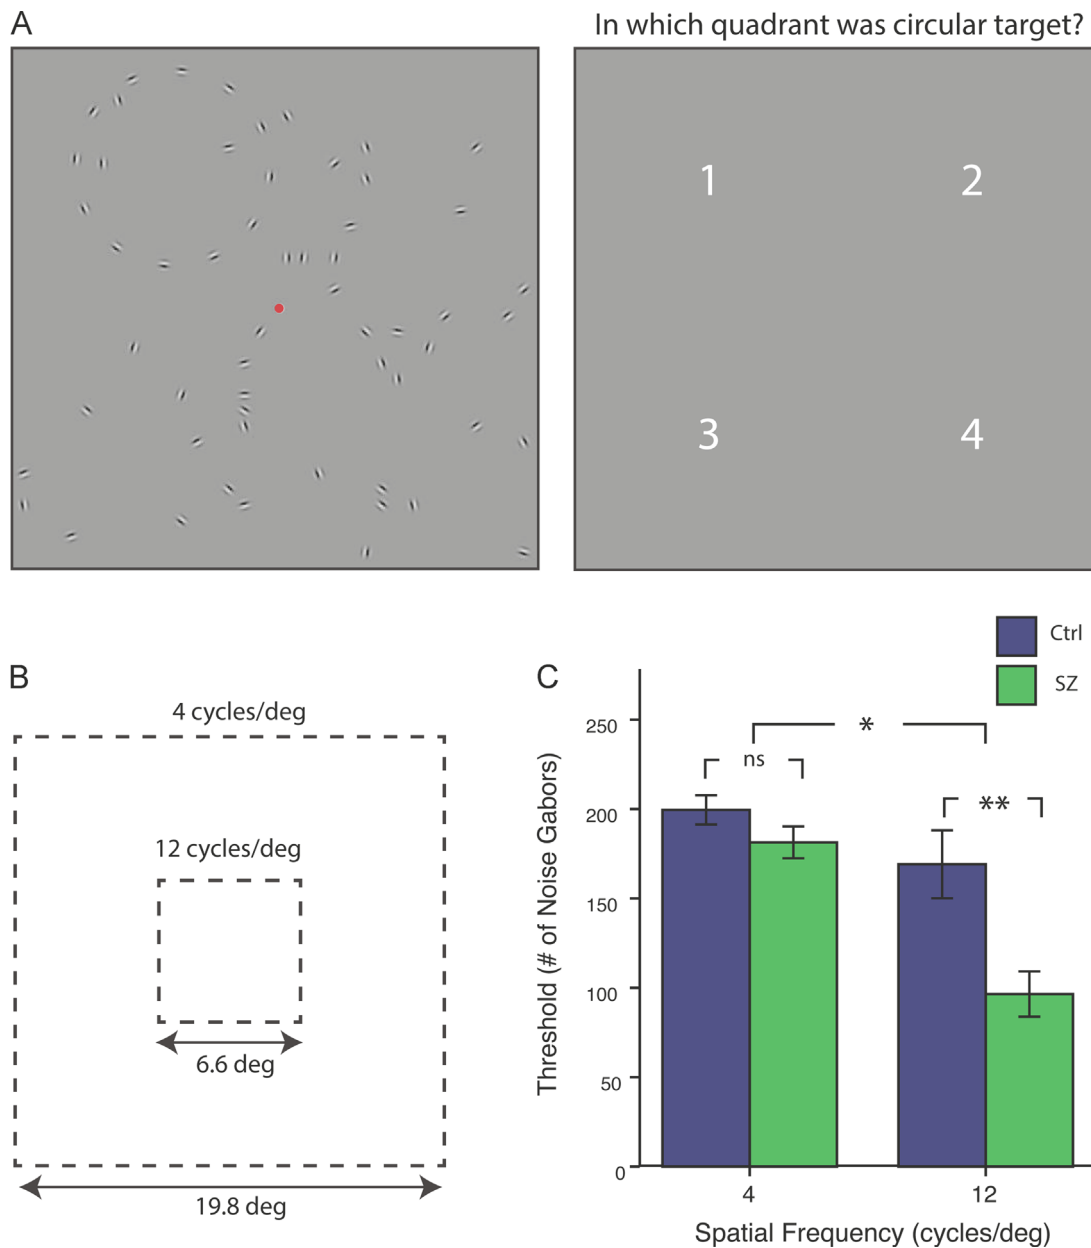 A
In which quadrant was circular target?
1
2
3
4
B
4 cycles/deg
12 cycles/deg
6.6 deg
19.8 deg
C
Ctrl
SZ
*
ns
**
250
200
150
100
50
0
Threshold (# of Noise Gabors)
4
12
Spatial Frequency (cycles/deg)